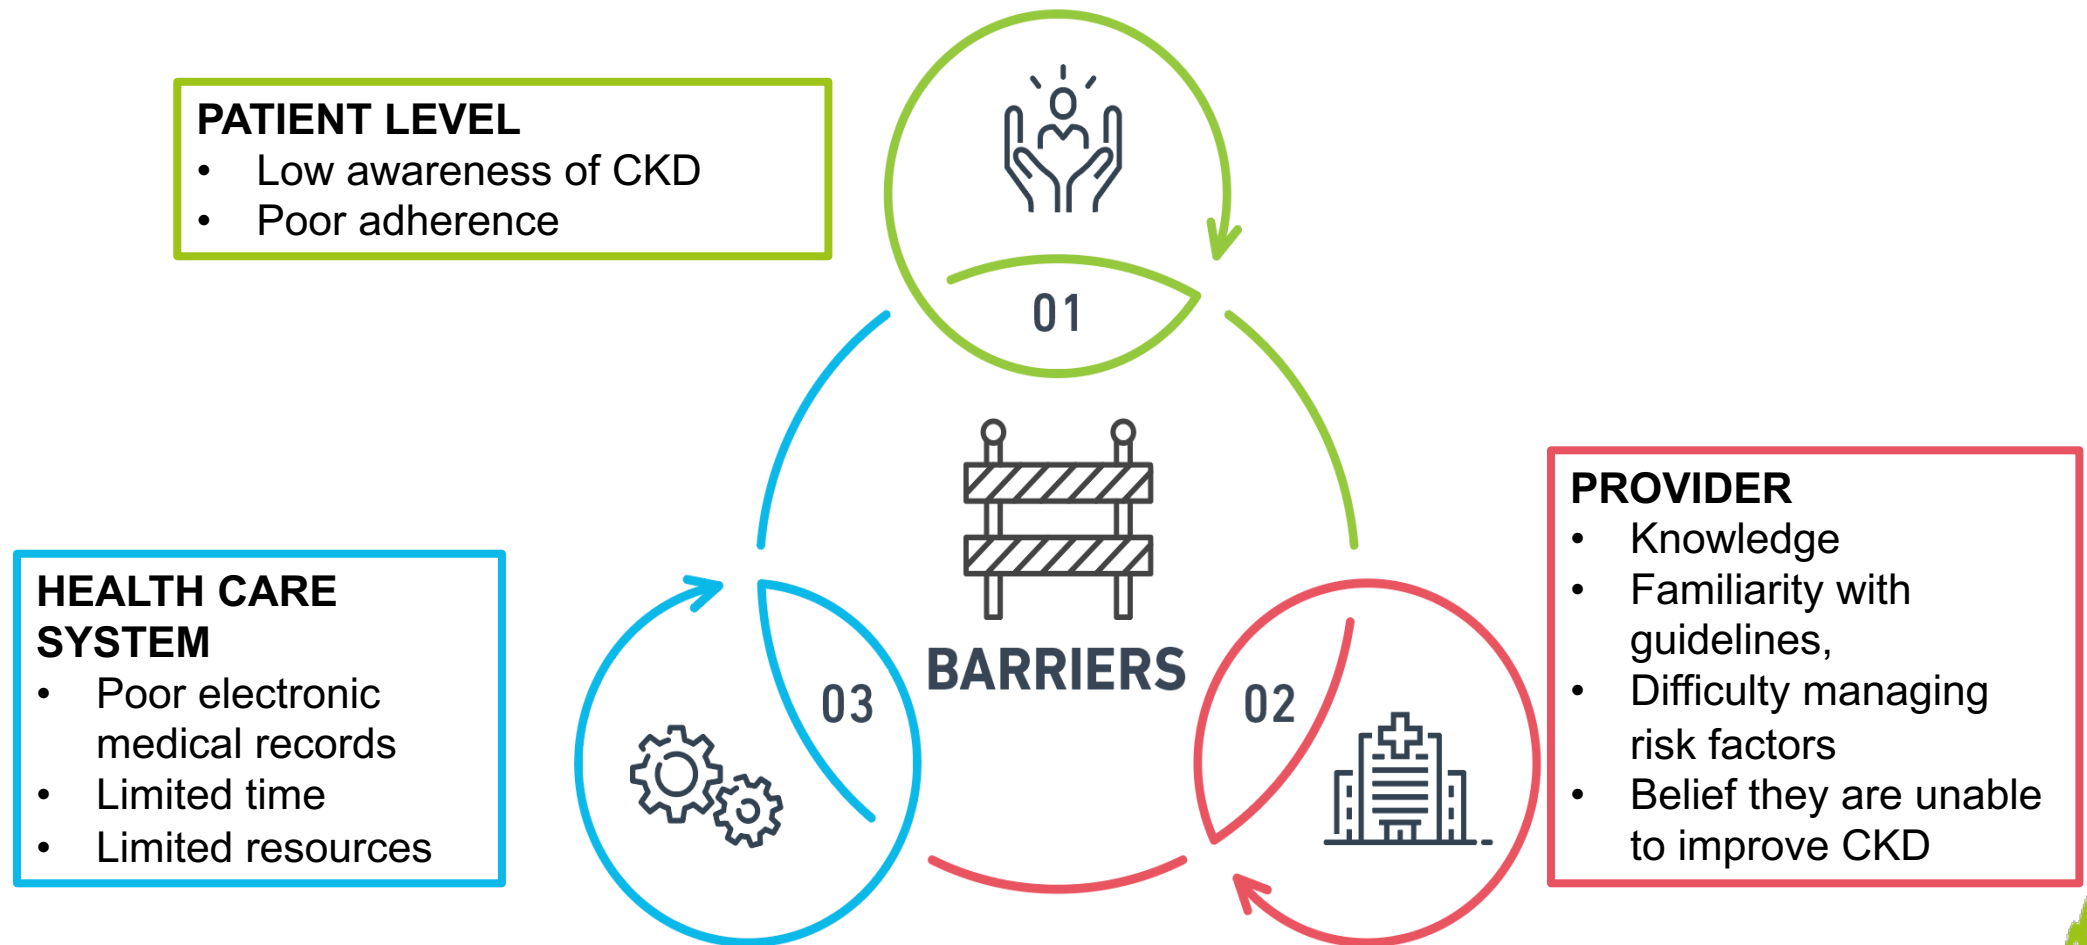 PATIENT LEVEL
• Low awareness of CKD
• Poor adherence
01
BARRIERS
02
03
PROVIDER
• Knowledge
• Familiarity with
guidelines,
• Difficulty managing
risk factors
• Belief they are unable
to improve CKD
HEALTH CARE
SYSTEM
• Poor electronic
medical records
• Limited time
• Limited resources